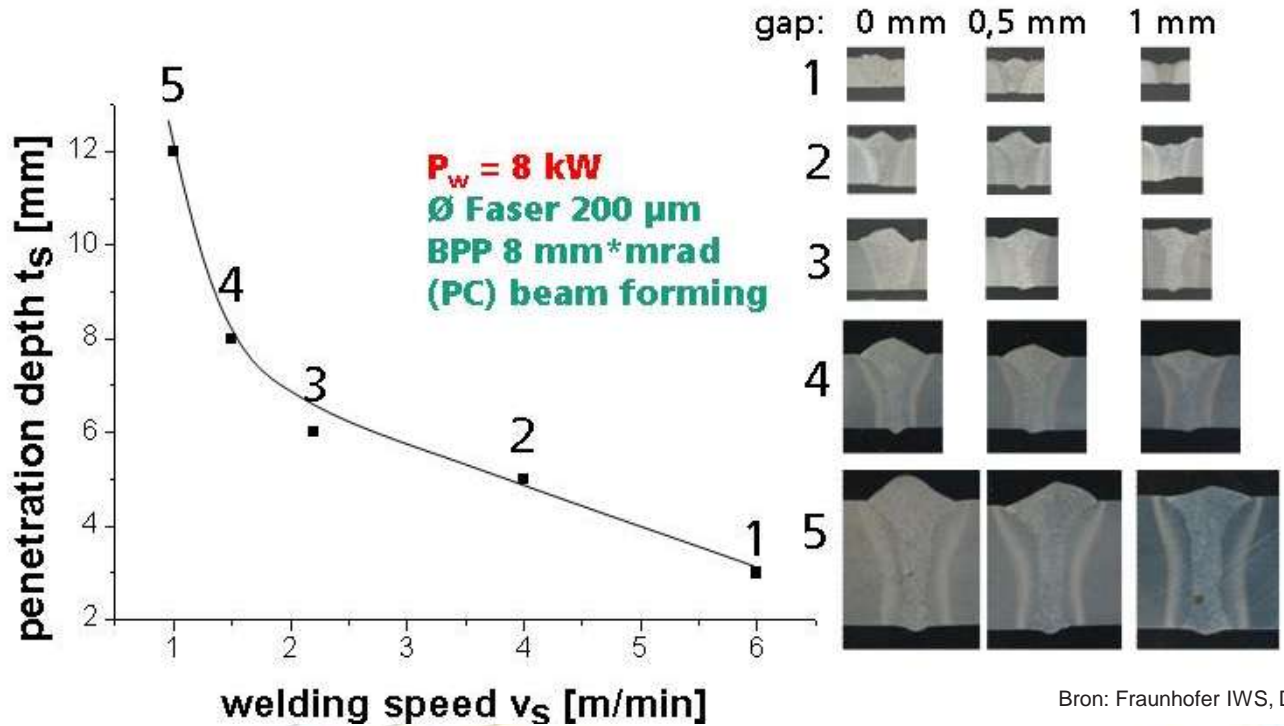 gap: 0 mm 0,5 mm 1 mm
1
2
3
4
5
penetration depth tS [mm]
12
10
8
6
4
2
5
4
3
2
1
Pw = 8 kW
Ø Faser 200 µm
BPP 8 mm*mrad
(PC) beam forming
1 2 3 4 5 6
welding speed vS [m/min]
Bron: Fraunhofer IWS,